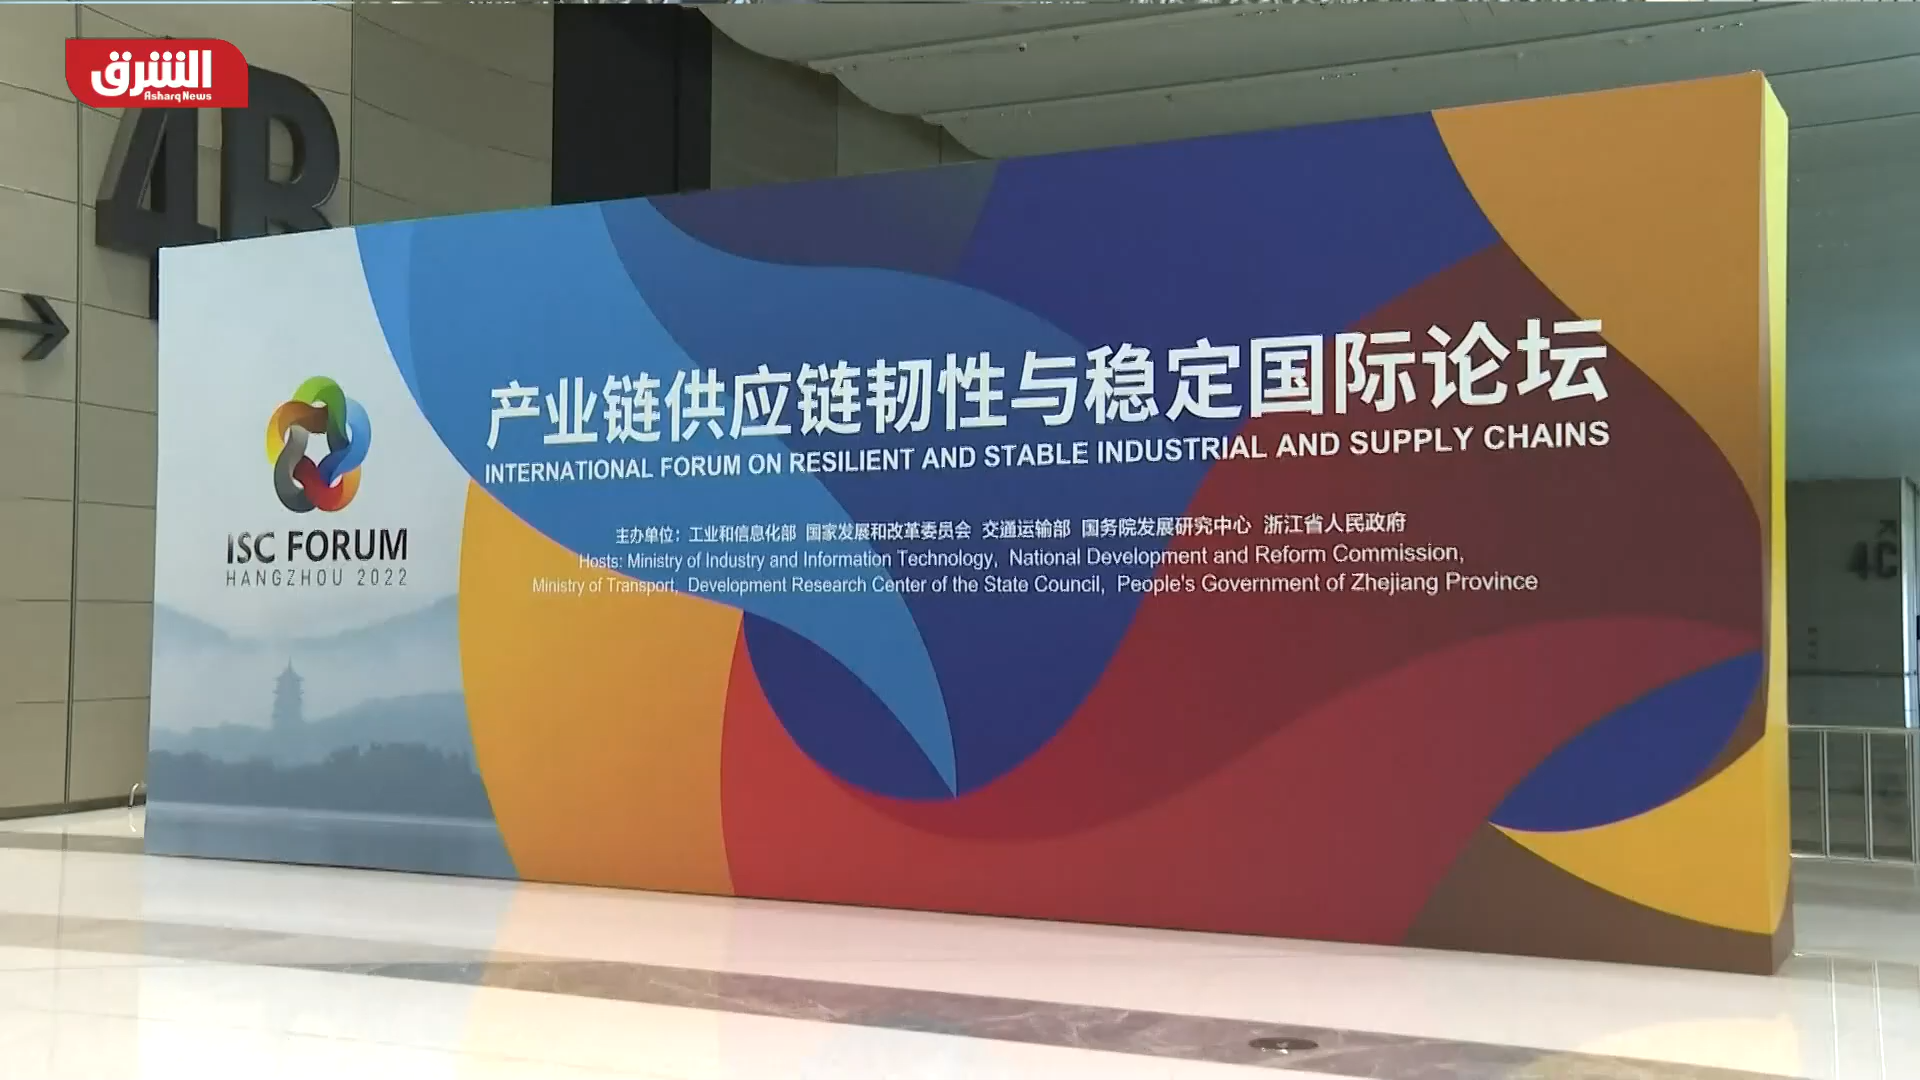 الشرق
Asharq News
4B
产业链供应链韧性与稳定国际论坛
INTERNATIONAL FORUM ON RESILIENT AND STABLE INDUSTRIAL AND SUPPLY CHAINS
主办单位：工业和信息化部 国家发展和改革委员会 交通运输部 国务院发展研究中心 浙江省人民政府
Hosts: Ministry of Industry and Information Technology, National Development and Reform Commission,
Ministry of Transport, Development Research Center of the State Council, People's Government of Zhejiang Province
ISC FORUM
HANGZHOU 2022
4C